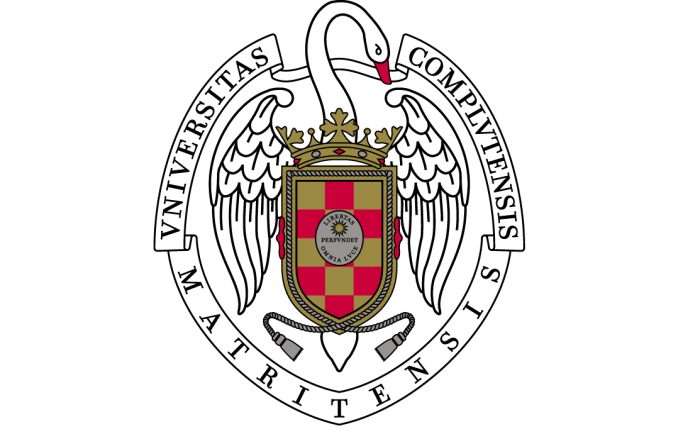 VNIVERSITAS
COMPLVTENSIS
MATRITENSIS
LIBERTAS
PERFVNDET
OMNIA LVCE